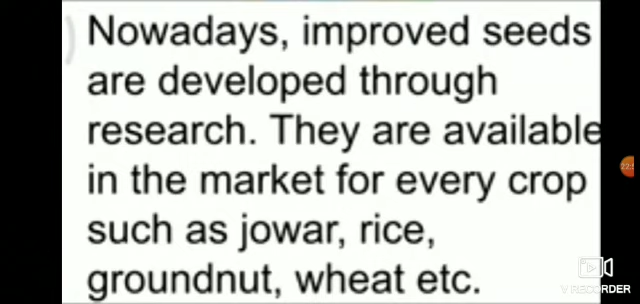 Nowadays, improved seeds
are developed through
research. They are available
in the market for every crop
such as jowar, rice,
groundnut, wheat etc.
V RECORDER